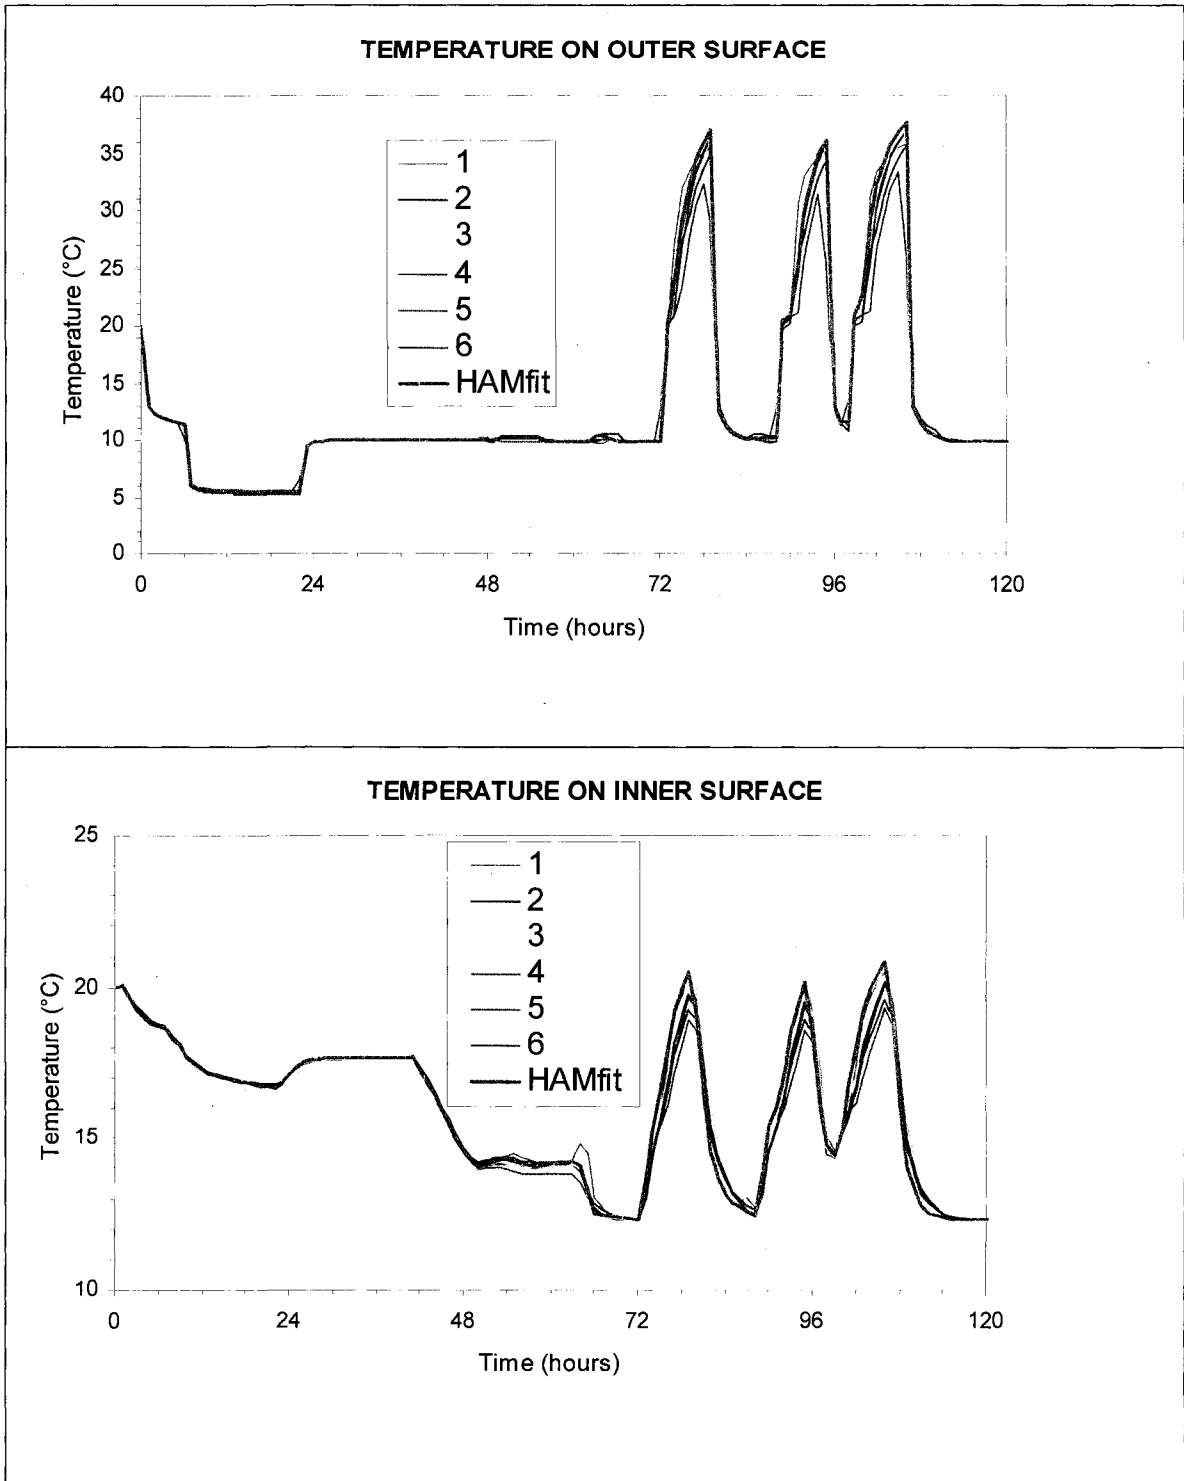 TEMPERATURE ON OUTER SURFACE
40
35
30
25
20
15
10
5
0
Temperature (°C)
1
2
3
4
5
6
HAMfit
0 24 48 72 96 120
Time (hours)
TEMPERATURE ON INNER SURFACE
25
20
15
10
Temperature (°C)
1
2
3
4
5
6
HAMfit
0 24 48 72 96 120
Time (hours)